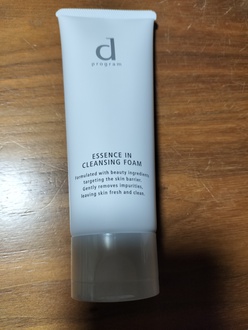 d
program
ESSENCE IN
CLEANSING FOAM
Formulated with beauty ingredients
targeting the skin barrier.
Gently removes impurities,
leaving skin fresh and clean.